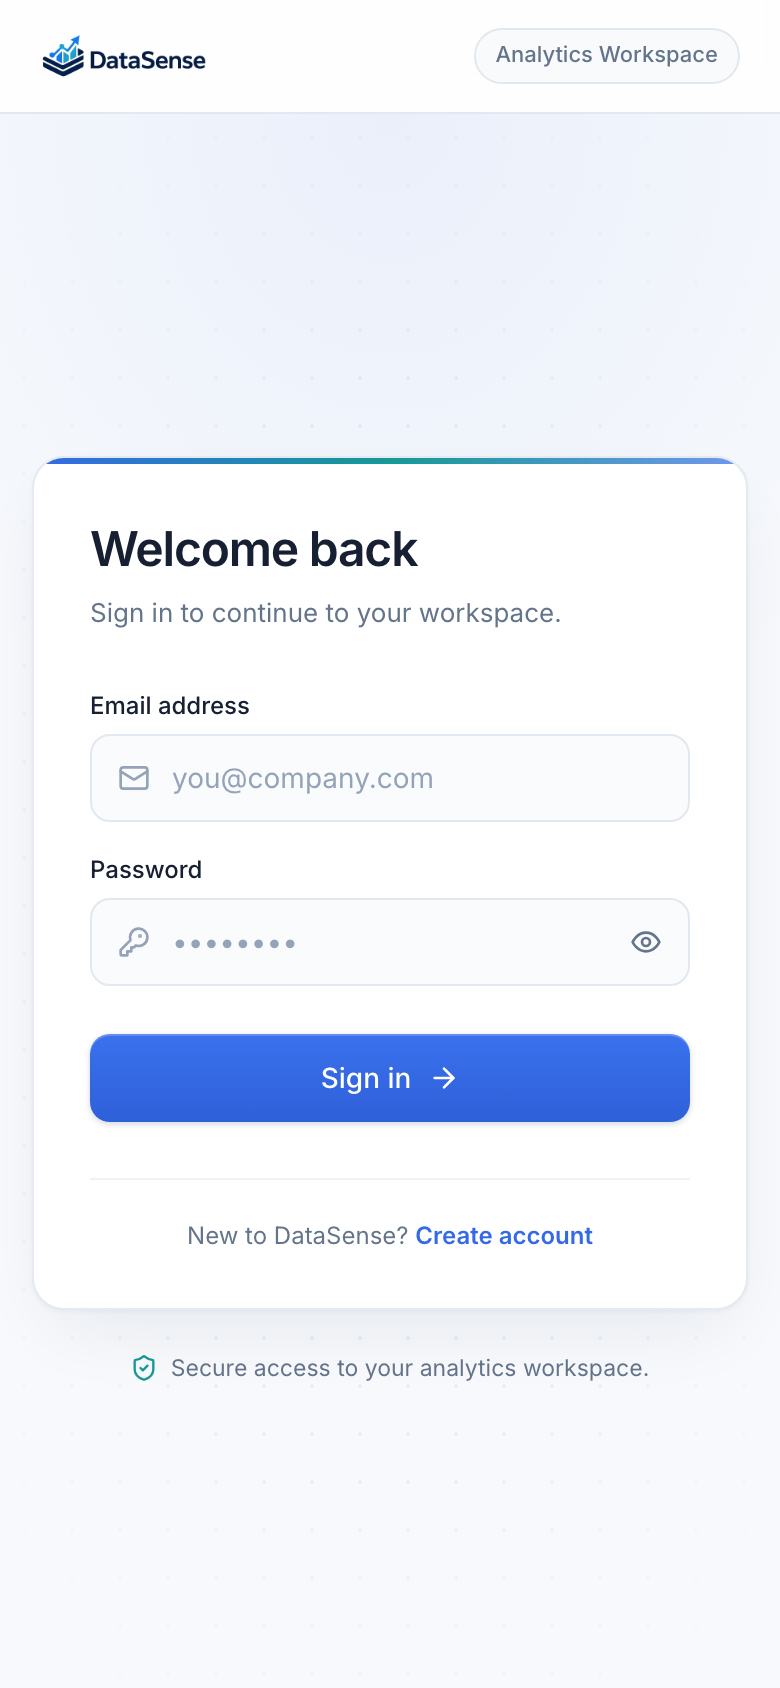 DataSense
Analytics Workspace
Welcome back
Sign in to continue to your workspace.
Email address
you@company.com
Password
••••••••
Sign in →
New to DataSense? Create account
Secure access to your analytics workspace.